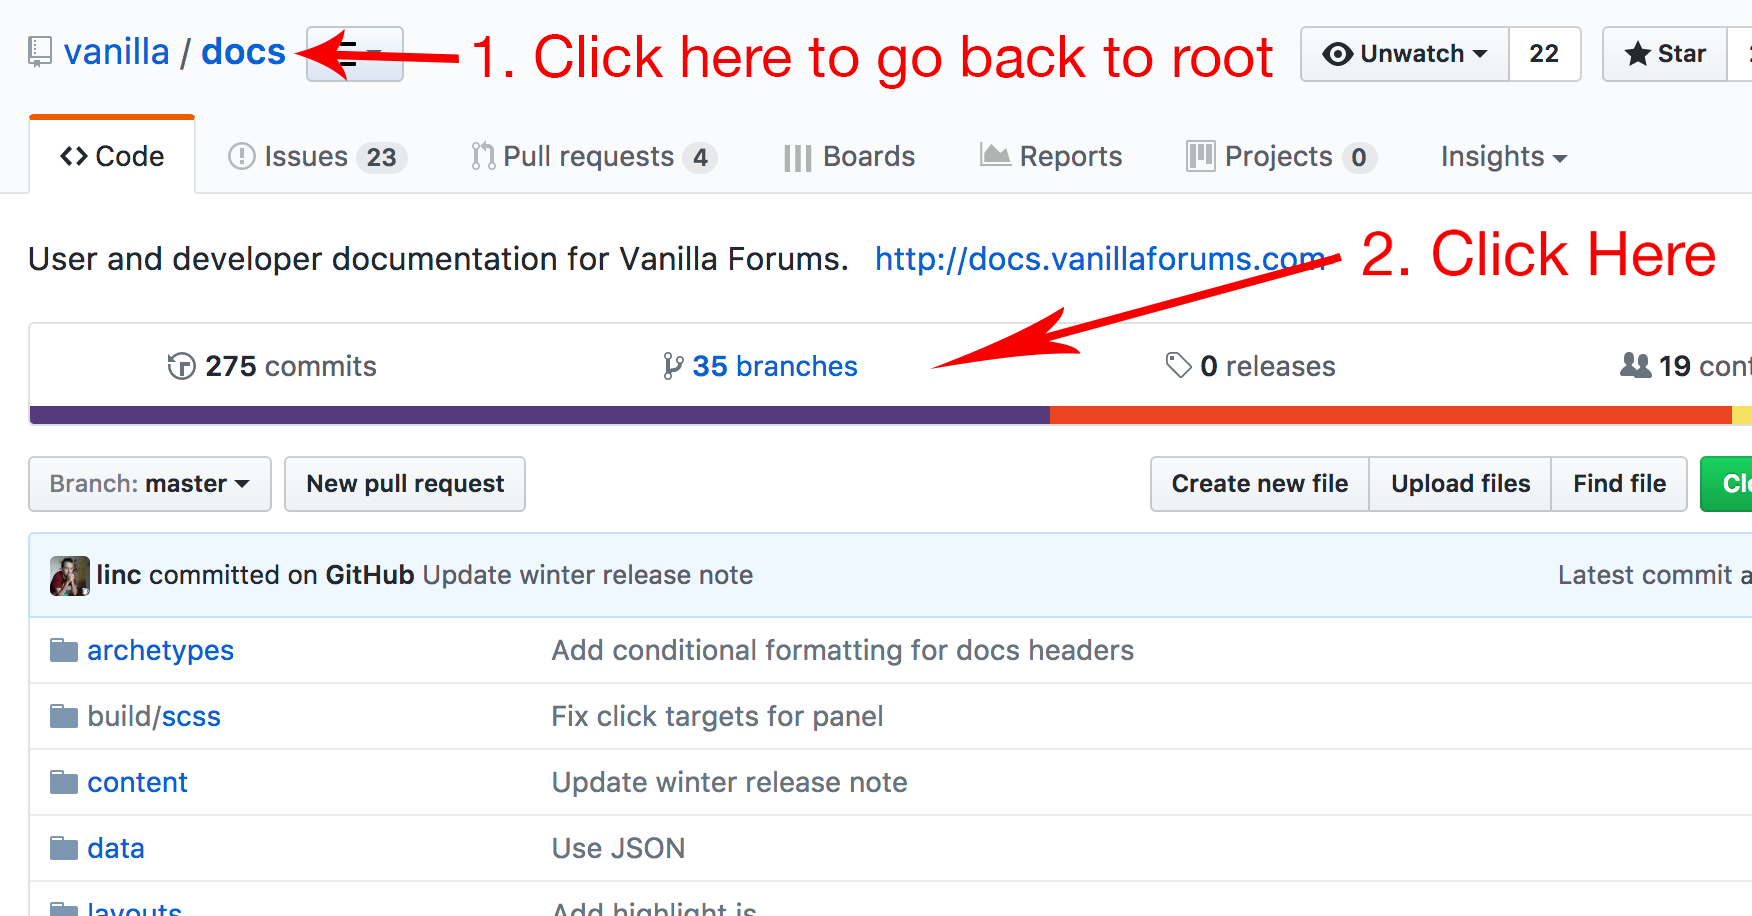 vanilla / docs 1. Click here to go back to root Unwatch 22 Star
Code Issues 23 Pull requests 4 Boards Reports Projects 0 Insights
User and developer documentation for Vanilla Forums. http://docs.vanillaforums.com 2. Click Here
275 commits 35 branches 0 releases 19
Branch: master New pull request Create new file Upload files Find file
linc committed on GitHub Update winter release note Latest commit
archetypes Add conditional formatting for docs headers
build/scss Fix click targets for panel
content Update winter release note
data Use JSON
layouts Add highlight.js